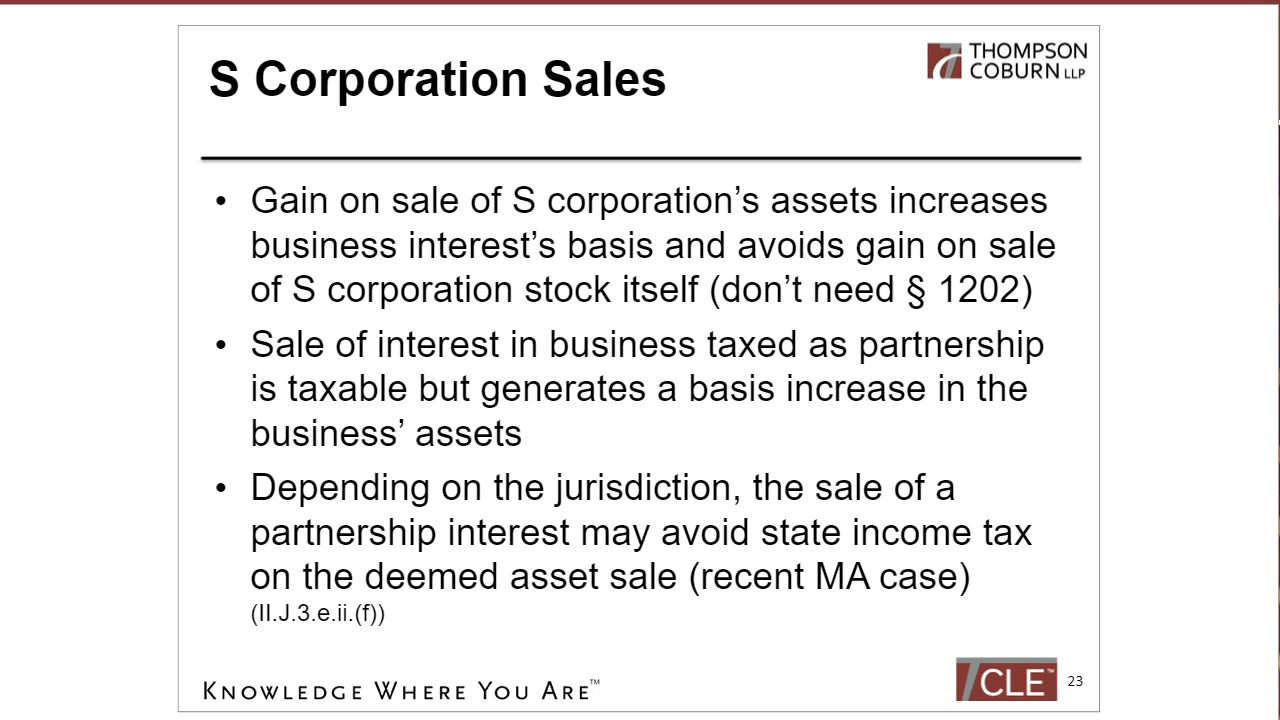 S Corporation Sales
THOMPSON
COBURN LLP
• Gain on sale of S corporation’s assets increases
business interest’s basis and avoids gain on sale
of S corporation stock itself (don’t need § 1202)
• Sale of interest in business taxed as partnership
is taxable but generates a basis increase in the
business’ assets
• Depending on the jurisdiction, the sale of a
partnership interest may avoid state income tax
on the deemed asset sale (recent MA case)
(II.J.3.e.ii.(f))
KNOWLEDGE WHERE YOU ARE™
CLE™
23